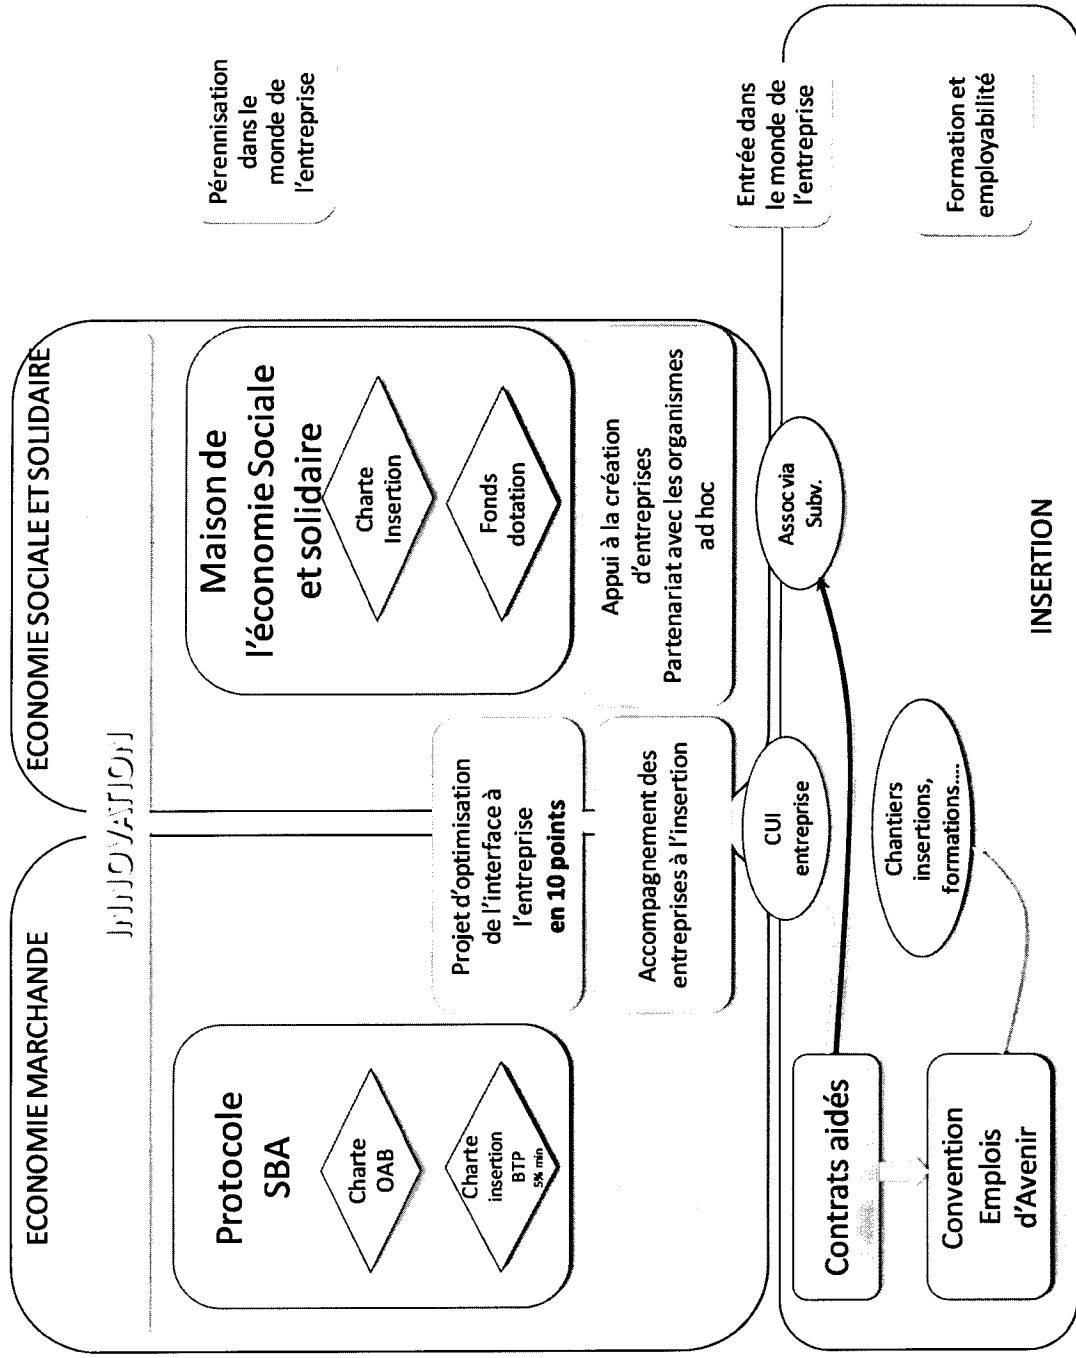 ECONOMIE MARCHANDE
ECONOMIE SOCIALE ET SOLIDAIRE
INNOVATION
Protocole
SBA
Charte
OAB
Charte
insertion
BTP
5% min
Projet d'optimisation
de l'interface à
l'entreprise
en 10 points
Accompagnement des
entreprises à l'insertion
Maison de
l'économie Sociale
et solidaire
Charte
Insertion
Fonds
dotation
Appui à la création
d'entreprises
Partenariat avec les organismes
ad hoc
Pérennisation
dans le
monde de
l'entreprise
CUI
entreprise
Assoc via
Subv.
Entrée dans
le monde de
l'entreprise
Contrats aidés
Convention
Emplois
d'Avenir
Chantiers
insertions,
formations....
INSERTION
Formation et
employabilité